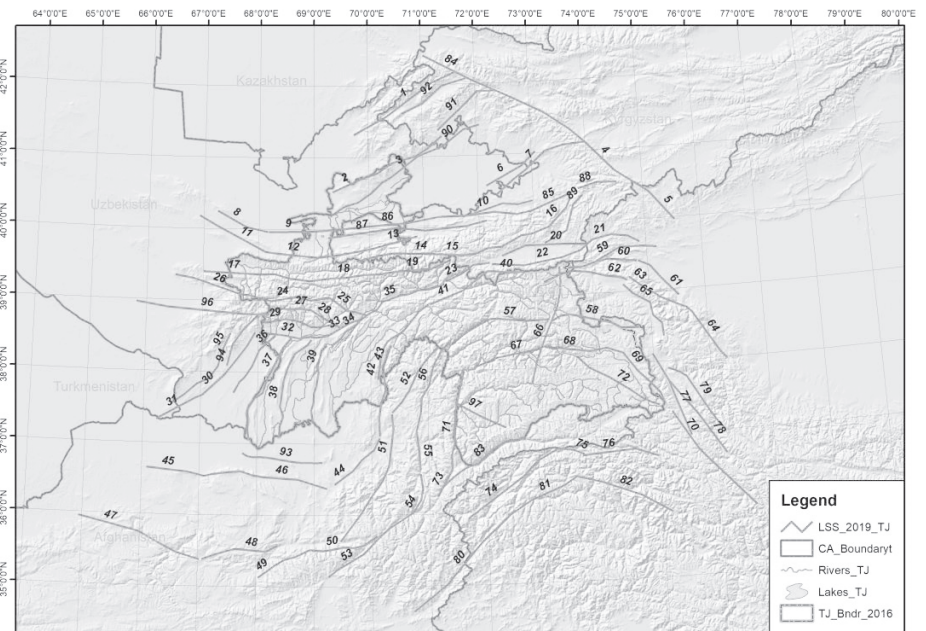 64°0'0"E 65°0'0"E 66°0'0"E 67°0'0"E 68°0'0"E 69°0'0"E 70°0'0"E 71°0'0"E 72°0'0"E 73°0'0"E 74°0'0"E 75°0'0"E 76°0'0"E 77°0'0"E 78°0'0"E 79°0'0"E 80°0'0"E
84
42°0'0"N
Kazakhstan
1 92
91
Kyrgyzstan
90
41°0'0"N
3 6 7 4
2
88
10 85 89 5
Uzbekistan
8 86 16
9 87
40°0'0"N
11 13 20 21
12 14 15 22 59 60
17 18 19 23 40 62 63 61
26 24 35 41 65
39°0'0"N
96 27 25
29 28 57 58 64
32 33 34 66
95 36
94 37 39 67 68 69
38°0'0"N
42 43
30 52 56 72
Turkmenistan
38 79
31 97 77
71 70 78
37°0'0"N
93 51 55 83 75 76
45 46 44
73 74 81 82
36°0'0"N
54
47
Afghanistan
48 50
49 53 80
35°0'0"N
Legend
LSS_2019_TJ
CA_Boundaryt
Rivers_TJ
Lakes_TJ
TJ_Bndr_2016